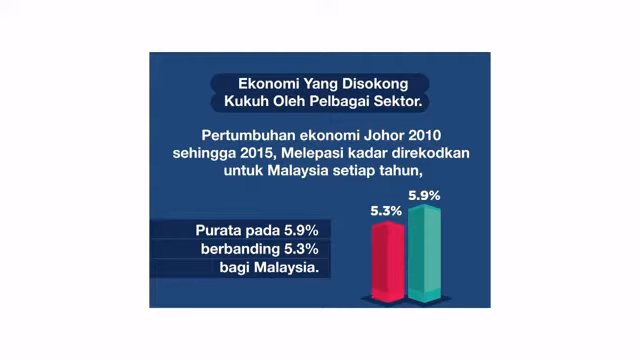 Ekonomi Yang Disokong
Kukuh Oleh Pelbagai Sektor.
Pertumbuhan ekonomi Johor 2010
sehingga 2015, Melepasi kadar direkodkan
untuk Malaysia setiap tahun,
5.9%
5.3%
Purata pada 5.9%
berbanding 5.3%
bagi Malaysia.